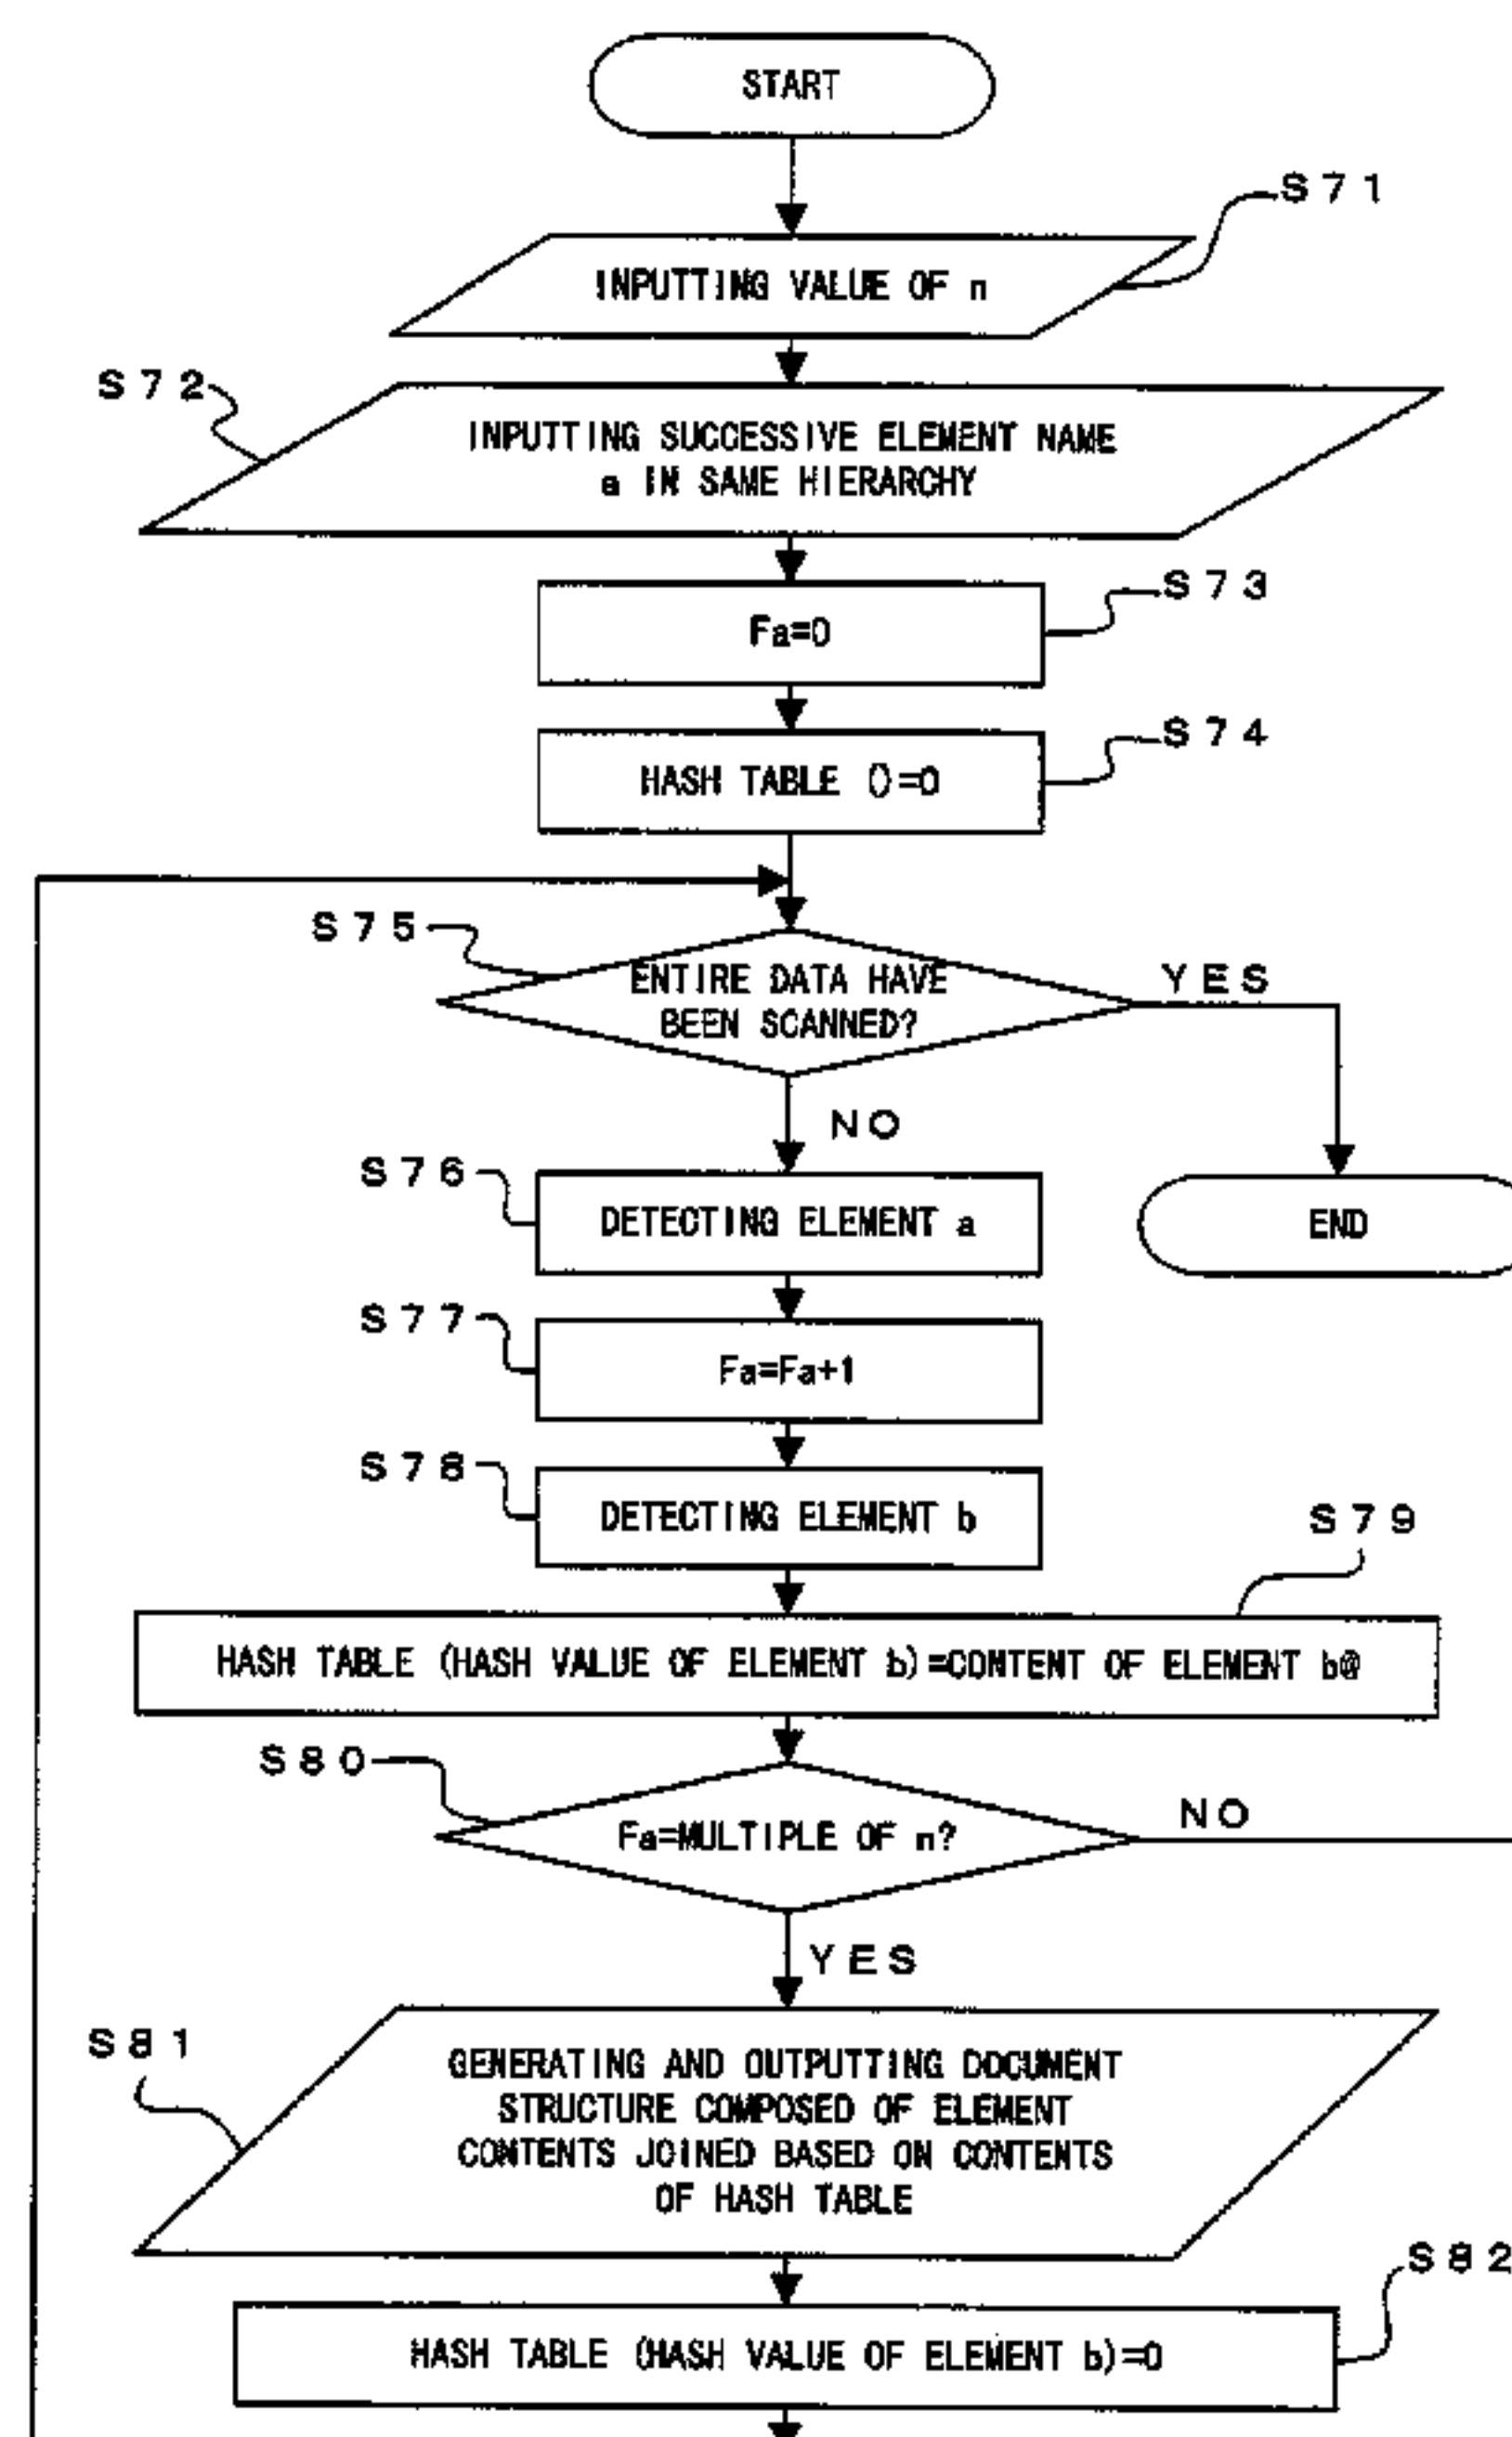 START
S71
INPUTTING VALUE OF n
S72
INPUTTING SUCCESSIVE ELEMENT NAME
a IN SAME HIERARCHY
S73
Fa=0
S74
HASH TABLE ()=0
S75
ENTIRE DATA HAVE
BEEN SCANNED?
YES
NO
S76
DETECTING ELEMENT a
END
S77
Fa=Fa+1
S78
DETECTING ELEMENT b
S79
HASH TABLE (HASH VALUE OF ELEMENT b)=CONTENT OF ELEMENT b@
S80
Fa=MULTIPLE OF n?
NO
YES
S81
GENERATING AND OUTPUTTING DOCUMENT
STRUCTURE COMPOSED OF ELEMENT
CONTENTS JOINED BASED ON CONTENTS
OF HASH TABLE
S82
HASH TABLE (HASH VALUE OF ELEMENT b)=0